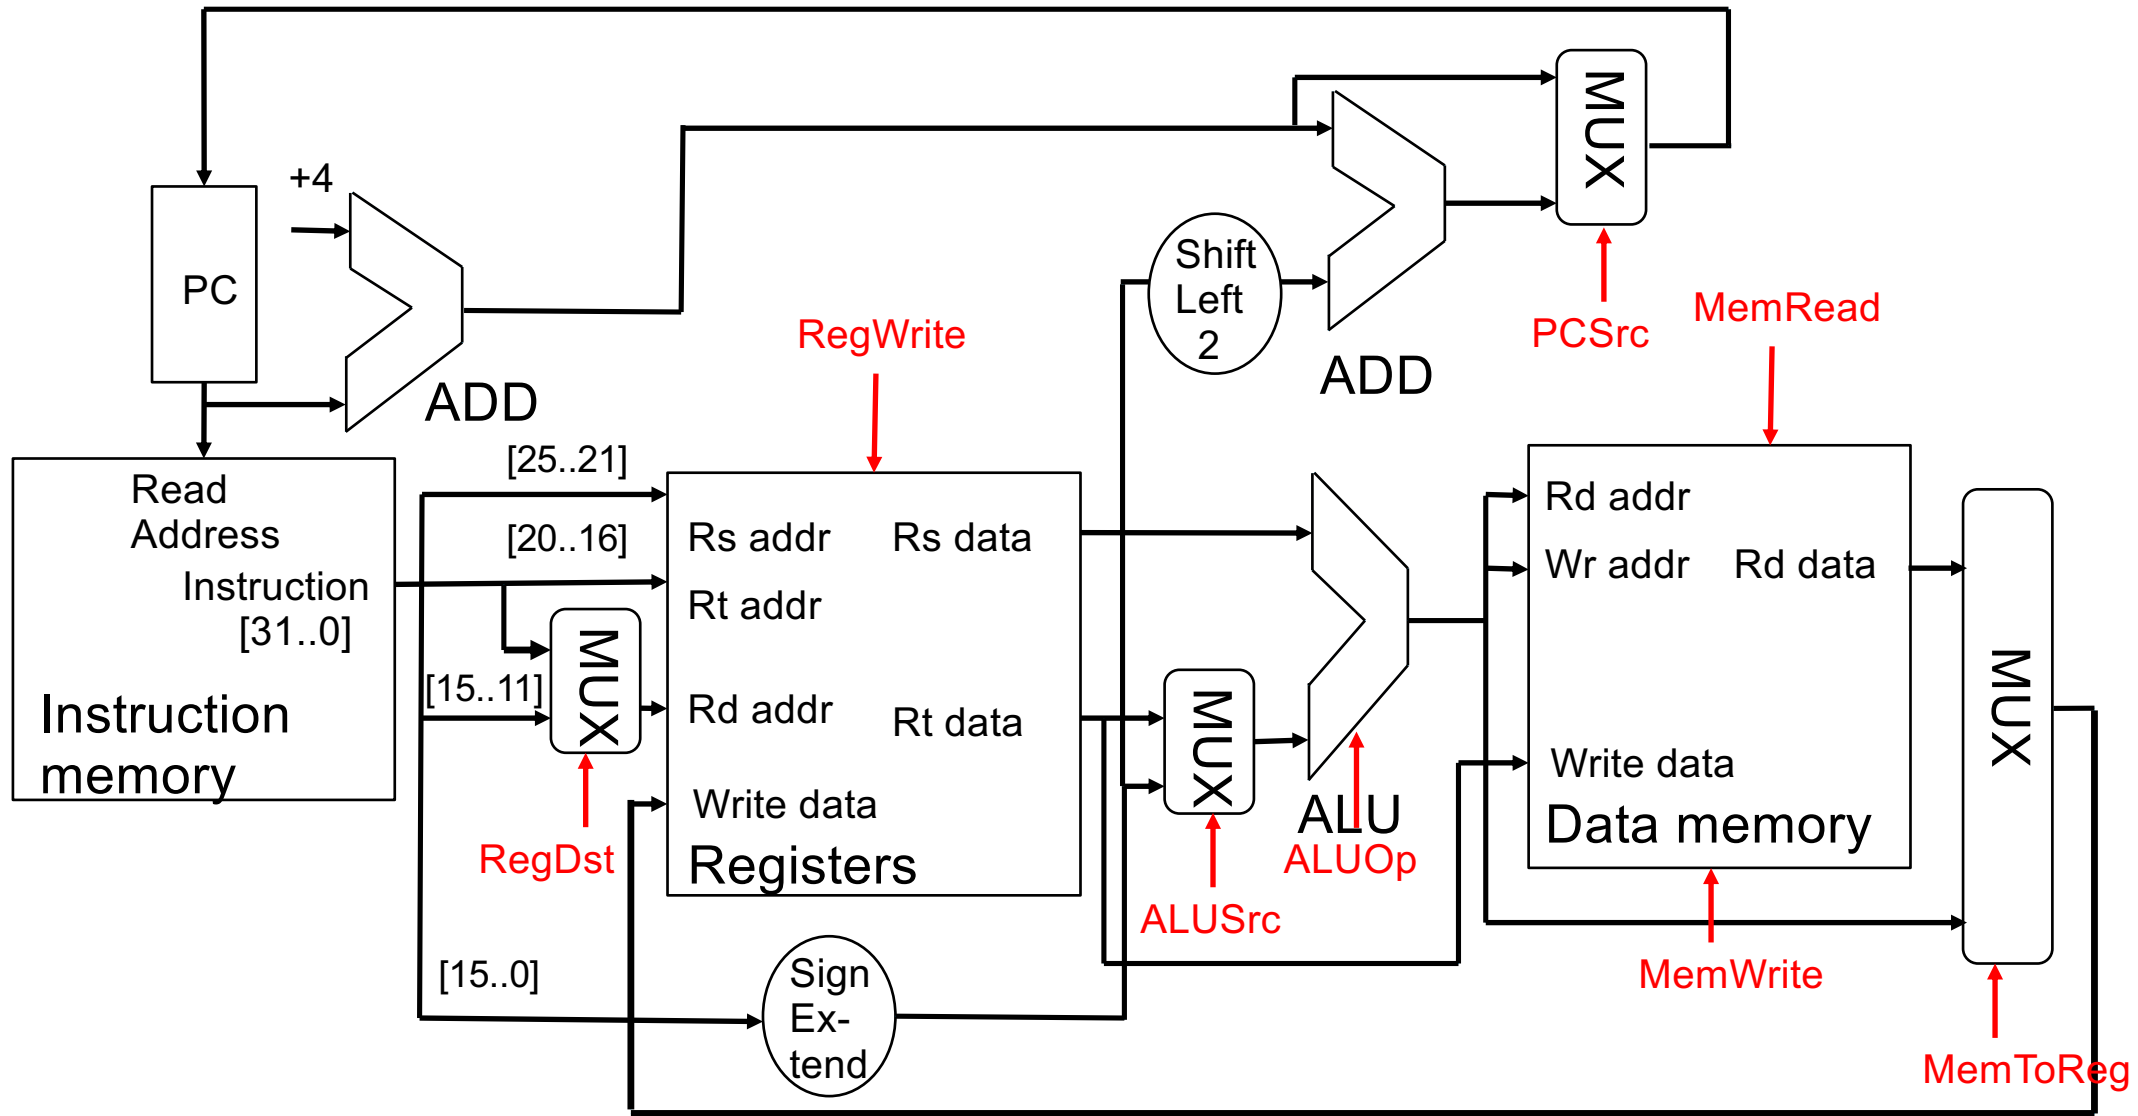 MUX
+4
PC
Shift
Left
2
MemRead
RegWrite
PCSrc
ADD
ADD
[25..21]
Read
Address
[20..16]
Rs addr
Rs data
Rd addr
Wr addr
Rd data
Instruction
[31..0]
Rt addr
MUX
[15..11]
Instruction
memory
Rd addr
Rt data
MUX
MUX
Write data
Write data
ALU
Data memory
RegDst
Registers
ALUOp
ALUSrc
[15..0]
Sign
Ex-
tend
MemWrite
MemToReg